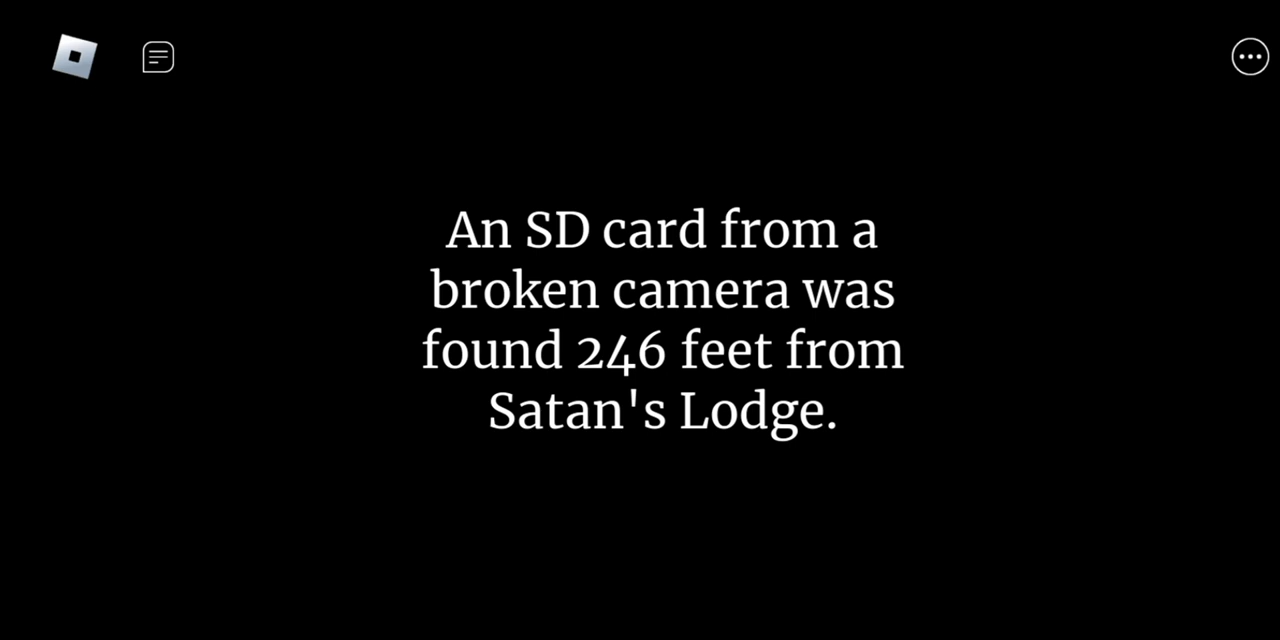 An SD card from a
broken camera was
found 246 feet from
Satan's Lodge.